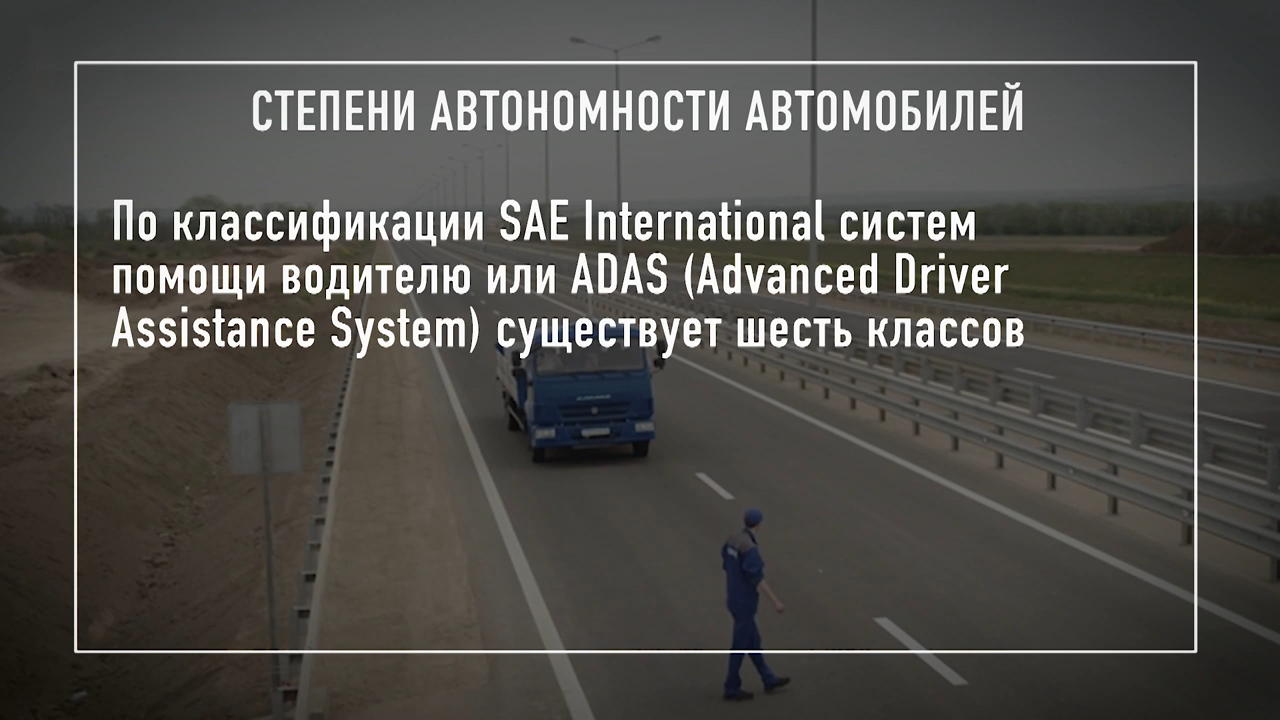 СТЕПЕНИ АВТОНОМНОСТИ АВТОМОБИЛЕЙ
По классификации SAE International систем
помощи водителю или ADAS (Advanced Driver
Assistance System) существует шесть классов